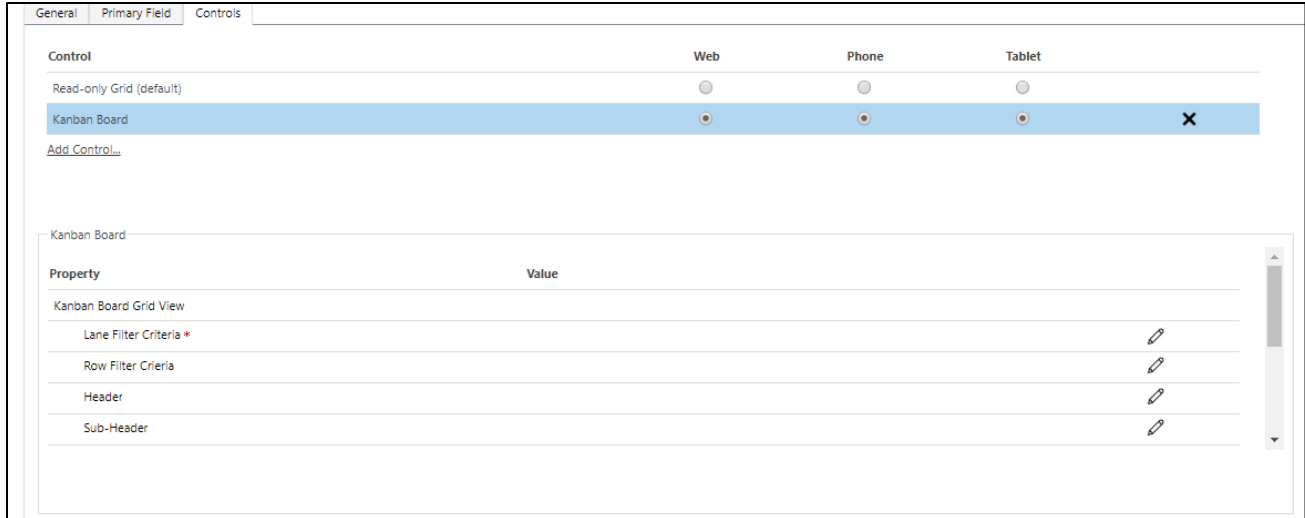 General Primary Field Controls
Control Web Phone Tablet
Read-only Grid (default)
Kanban Board
Add Control...
Kanban Board
Property Value
Kanban Board Grid View
Lane Filter Criteria *
Row Filter Crieria
Header
Sub-Header